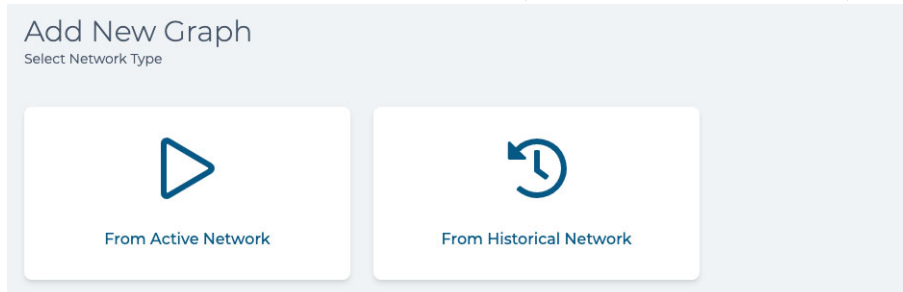 Add New Graph
Select Network Type
From Active Network
From Historical Network